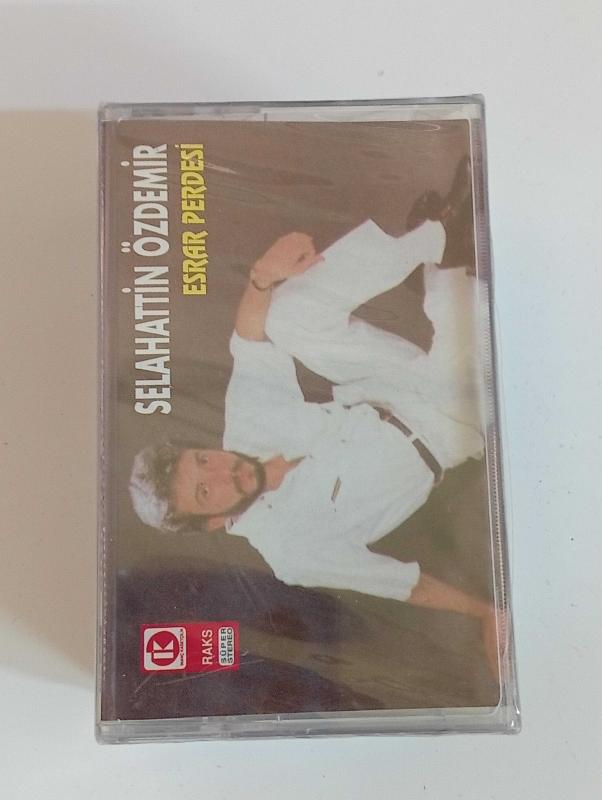 SELAHATTİN ÖZDEMİR
ESRAR PERDESİ
RAKS
SÜPER
STEREO